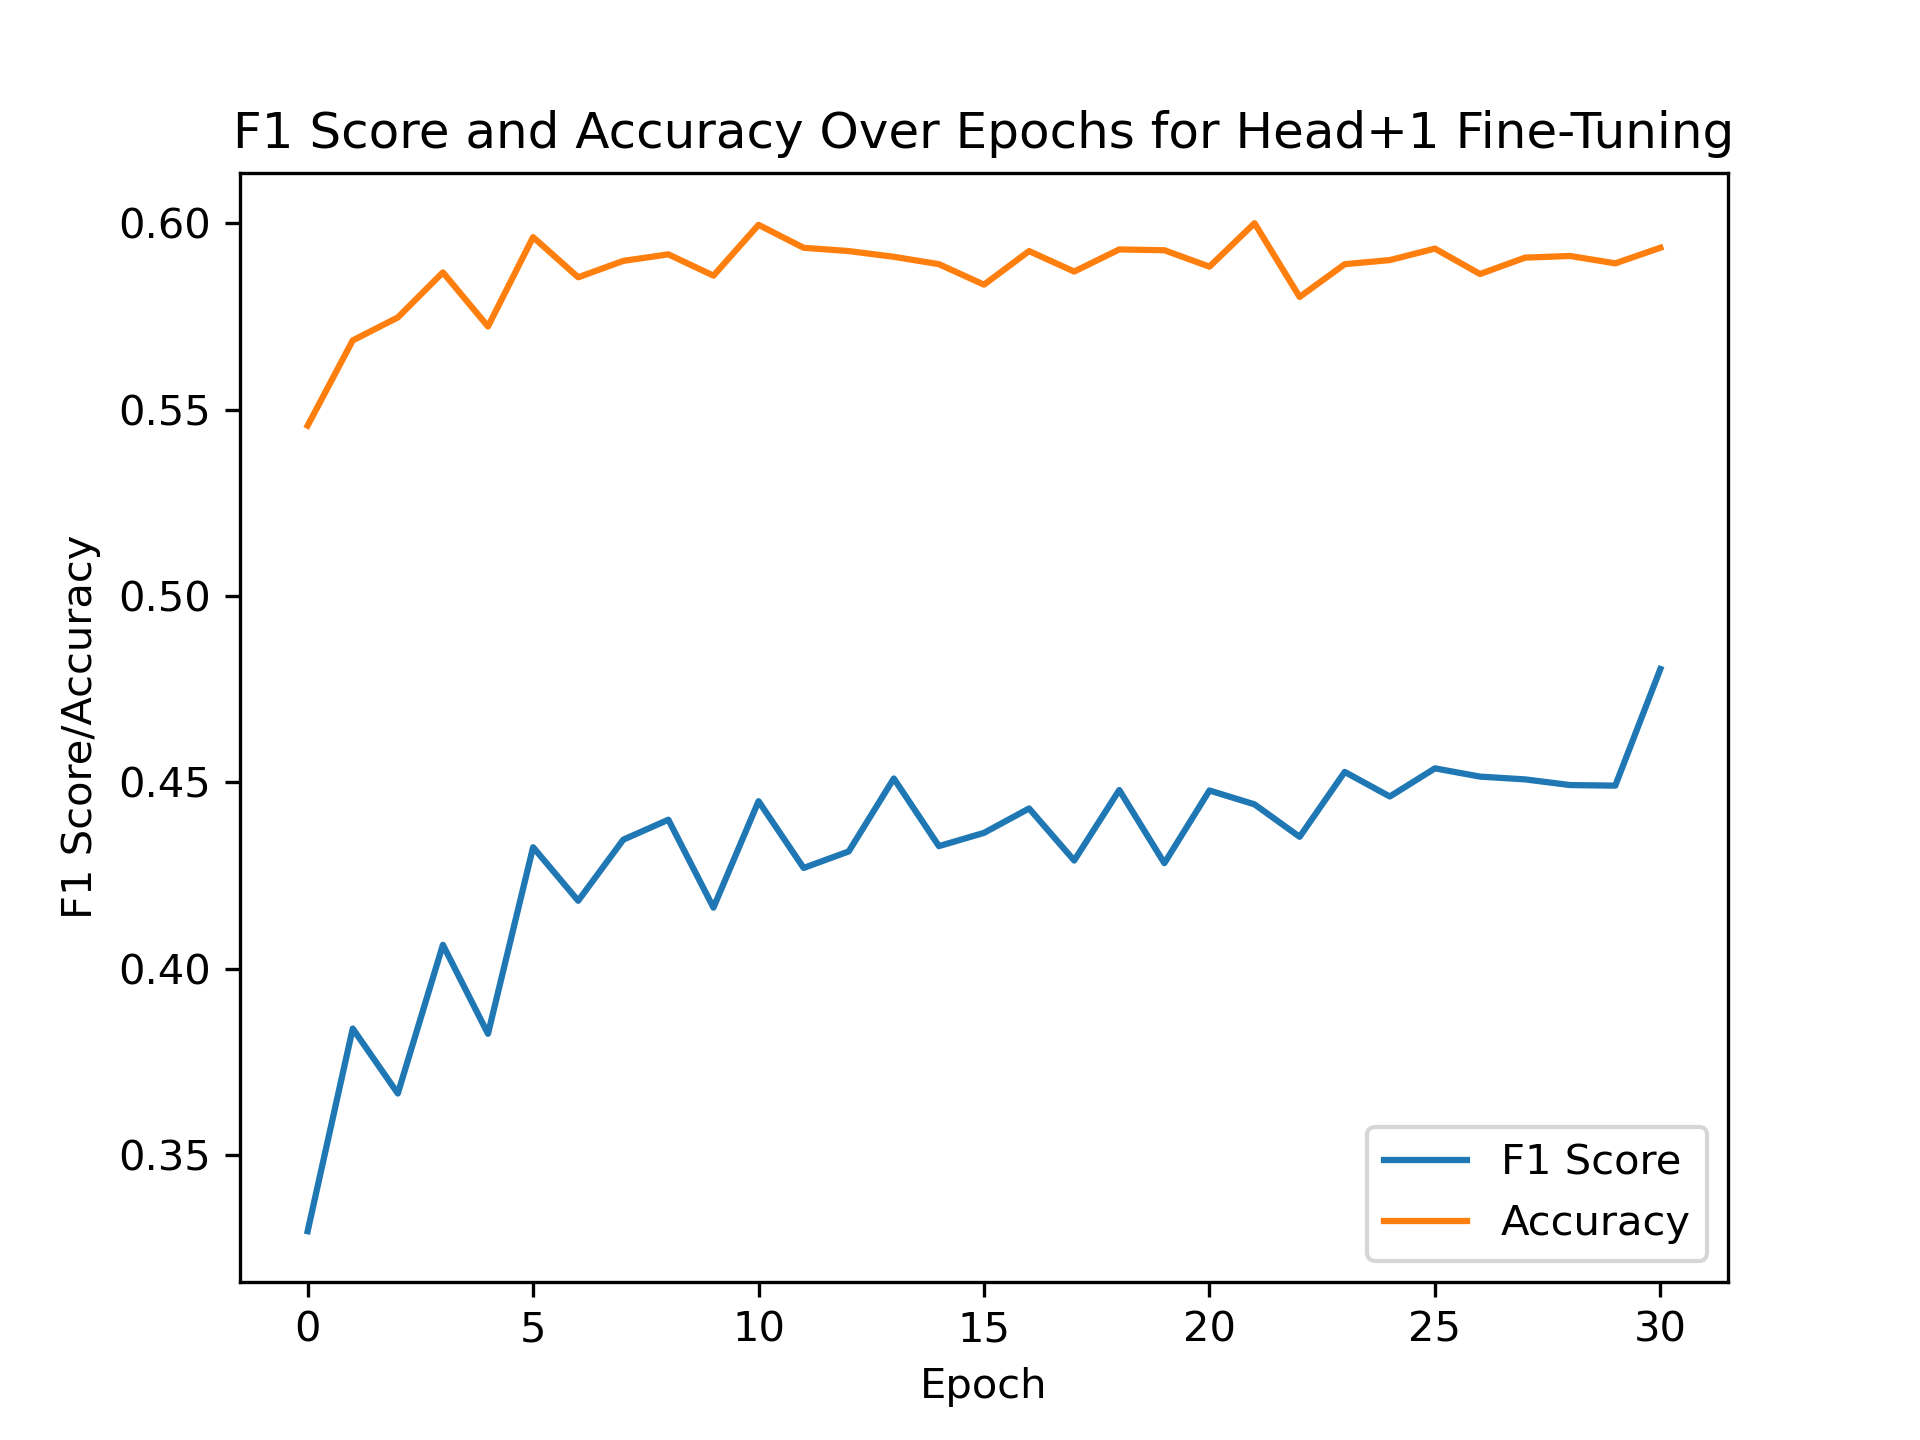 F1 Score and Accuracy Over Epochs for Head+1 Fine-Tuning
F1 Score/Accuracy
0.60
0.55
0.50
0.45
0.40
0.35
0
5
10
15
20
25
30
Epoch
F1 Score
Accuracy